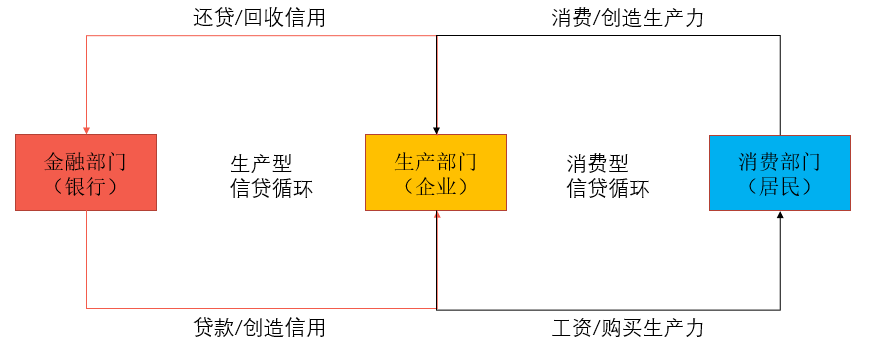 还贷/回收信用
消费/创造生产力
金融部门
（银行）
生产型
信贷循环
生产部门
（企业）
消费型
信贷循环
消费部门
（居民）
贷款/创造信用
工资/购买生产力